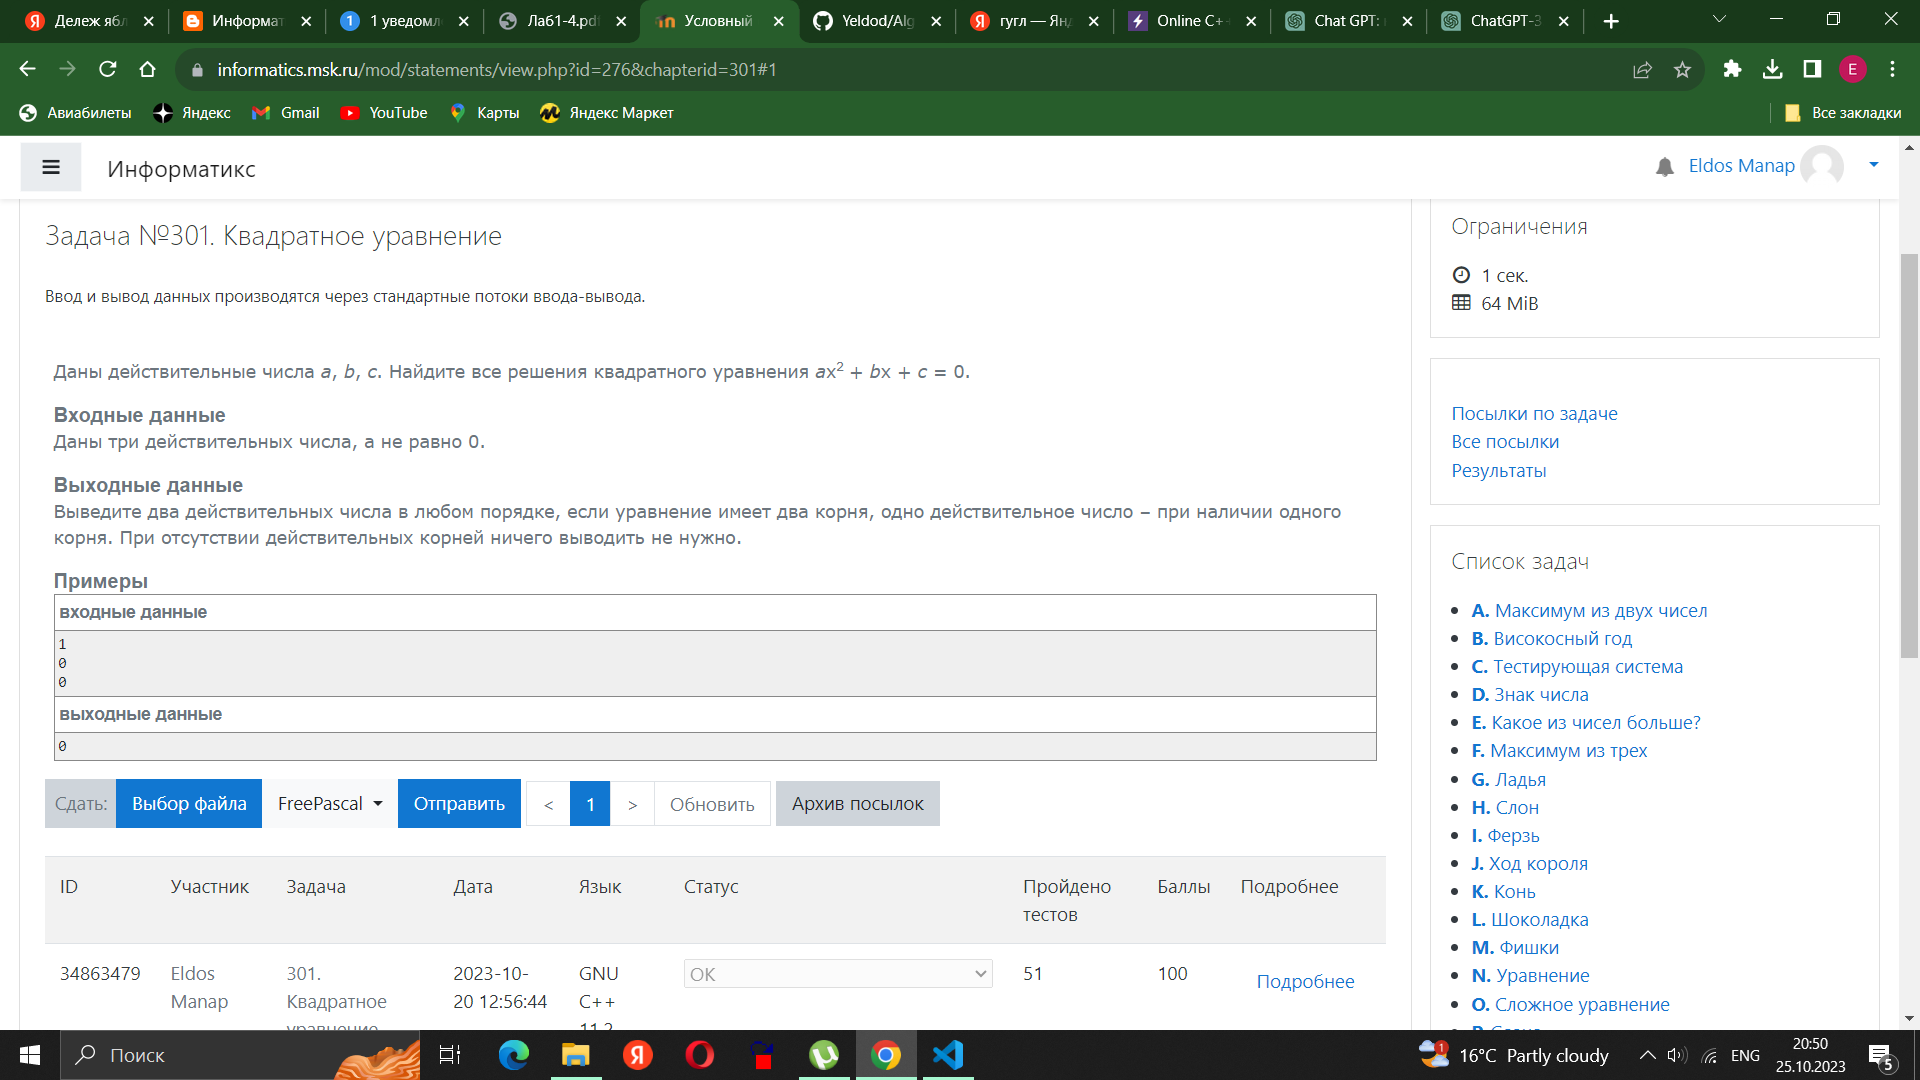 Дележ ябл
Информат
1 уведомл
Лаб1-4.pdf
Условный
Yeldod/Alg
гугл — Янд
Online C++
Chat GPT:
ChatGPT-3
informatics.msk.ru/mod/statements/view.php?id=276&chapterid=301#1
E
Авиабилеты
Яндекс
Gmail
YouTube
Карты
Яндекс Маркет
Все закладки
Информатикс
Eldos Manap
Задача №301. Квадратное уравнение
Ввод и вывод данных производятся через стандартные потоки ввода-вывода.
Даны действительные числа a, b, c. Найдите все решения квадратного уравнения ax² + bx + c = 0.
Входные данные
Даны три действительных числа, а не равно 0.
Выходные данные
Выведите два действительных числа в любом порядке, если уравнение имеет два корня, одно действительное число – при наличии одного
корня. При отсутствии действительных корней ничего выводить не нужно.
Примеры
входные данные
1
0
0
выходные данные
0
Сдать: Выбор файла FreePascal Отправить < 1 > Обновить Архив посылок
ID Участник Задача Дата Язык Статус Пройдено Баллы Подробнее
тестов
34863479 Eldos 301. 2023-10- GNU OK 51 100 Подробнее
Manap Квадратное 20 12:56:44 C++
уравнение 11.2
Ограничения
1 сек.
64 MiB
Посылки по задаче
Все посылки
Результаты
Список задач
A. Максимум из двух чисел
B. Високосный год
C. Тестирующая система
D. Знак числа
E. Какое из чисел больше?
F. Максимум из трех
G. Ладья
H. Слон
I. Ферзь
J. Ход короля
K. Конь
L. Шоколадка
M. Фишки
N. Уравнение
O. Сложное уравнение
Поиск
1
16°C Partly cloudy
ENG
20:50
25.10.2023
5